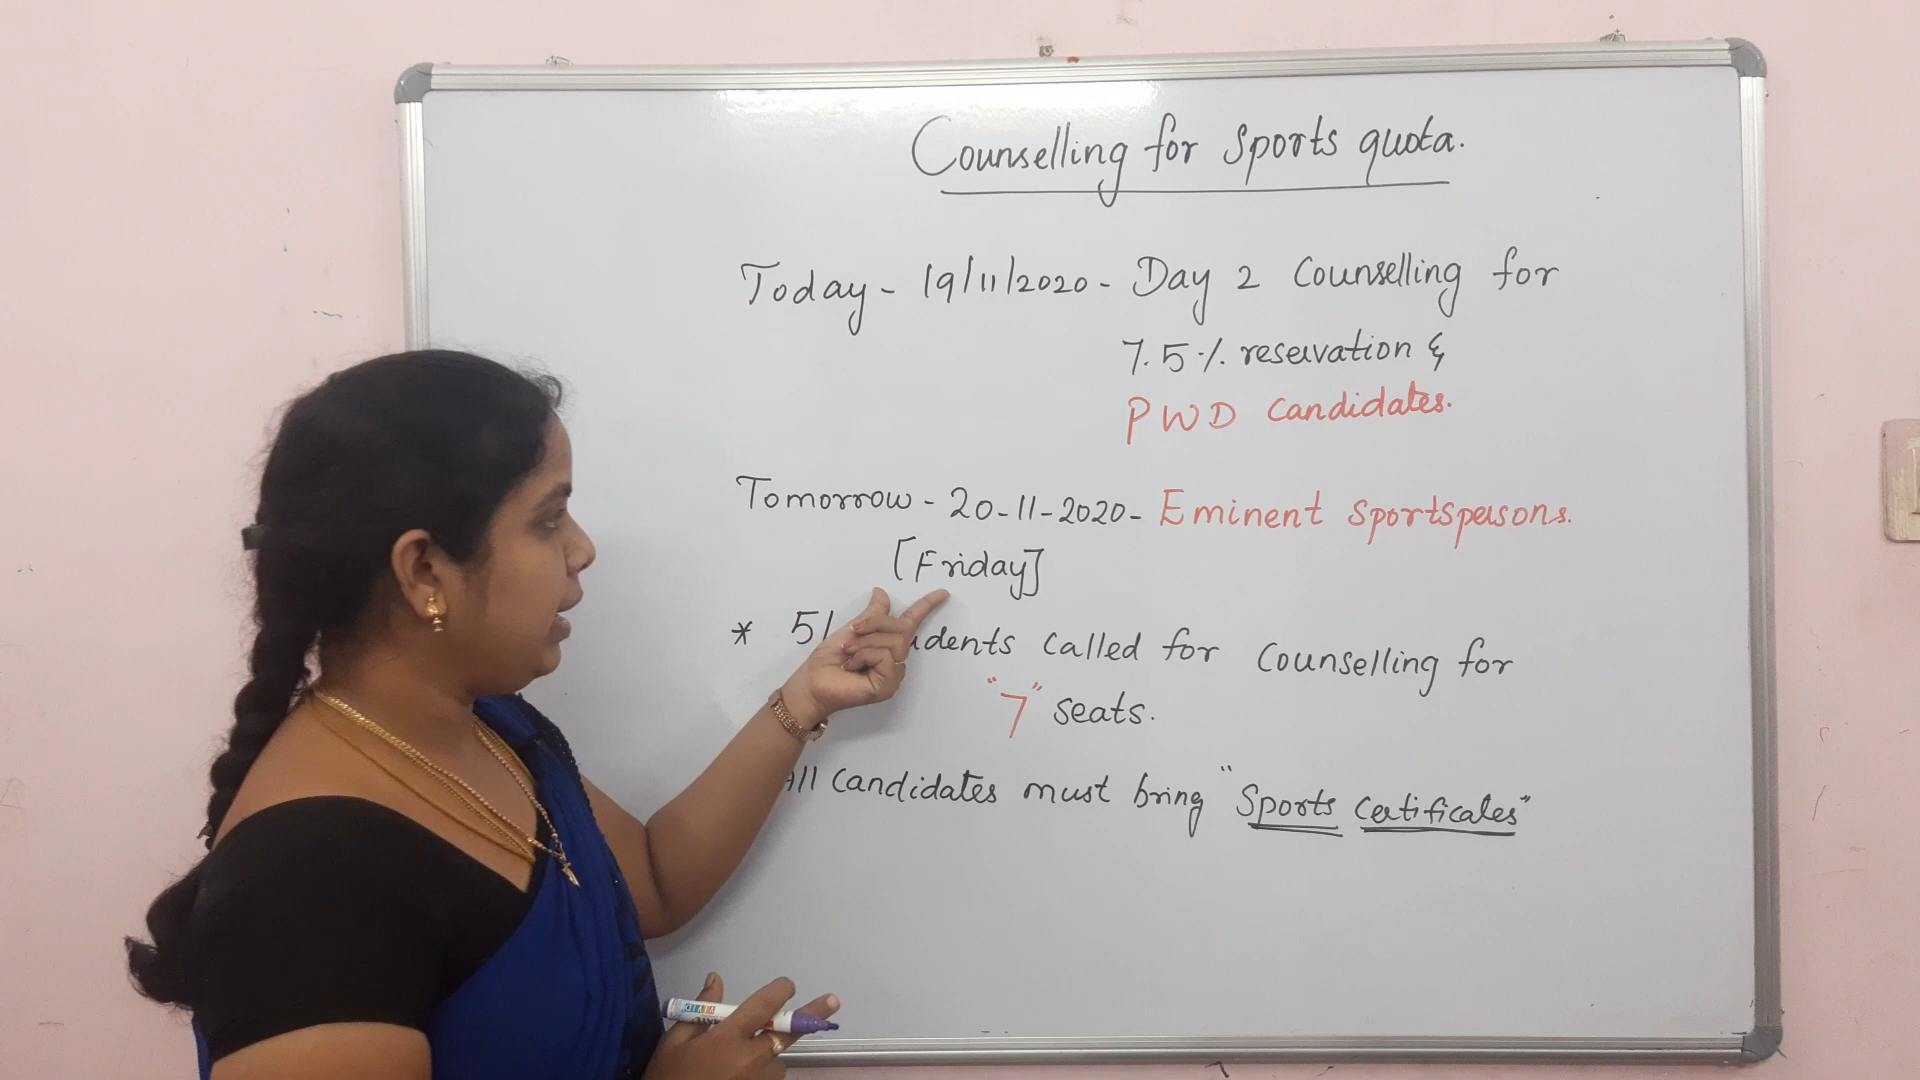 Counselling for Sports quota.
Today - 19/11/2020 - Day 2 Counselling for
7.5% reservation &
PWD Candidates.
Tomorrow - 20-11-2020 - Eminent Sportspersons.
[Friday]
* called for Counselling for
"7" seats.
All Candidates must bring "Sports Certificates"